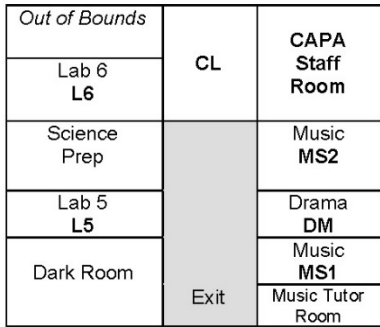 Out of Bounds
Lab 6
L6
CL
CAPA
Staff
Room
Science
Prep
Music
MS2
Lab 5
L5
Drama
DM
Dark Room
Exit
Music
MS1
Music Tutor
Room